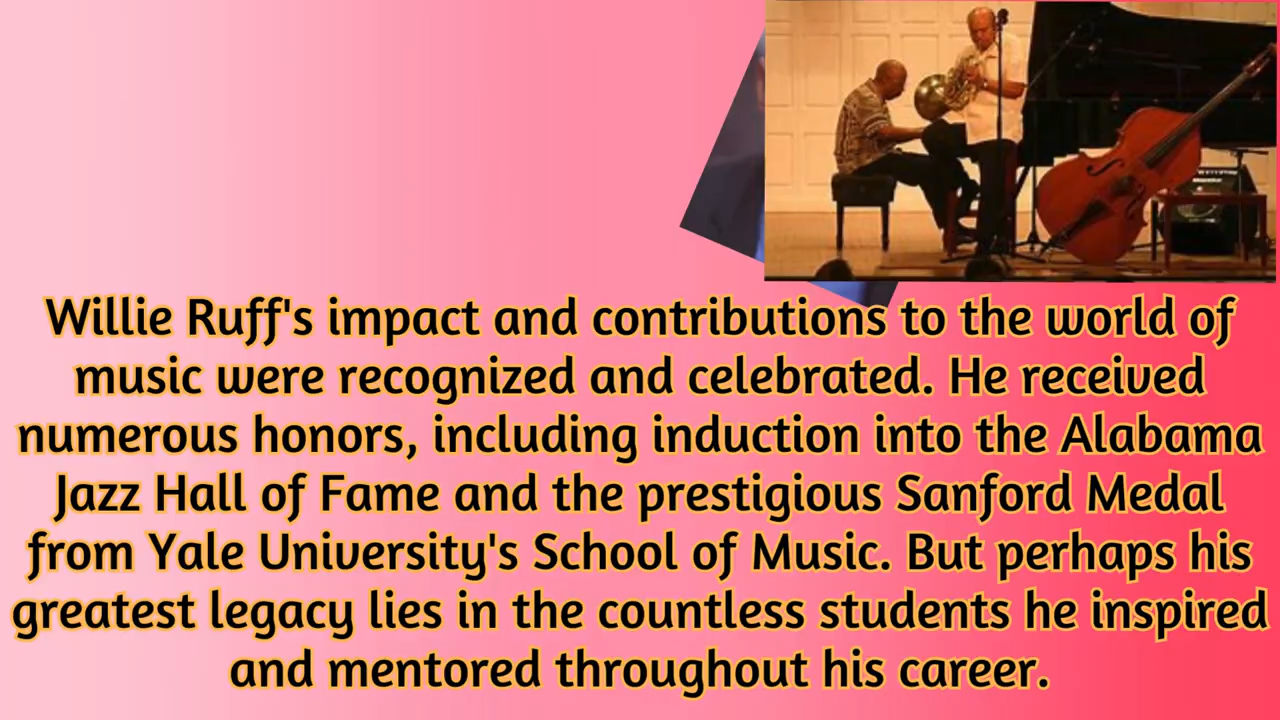 Willie Ruff's impact and contributions to the world of
music were recognized and celebrated. He received
numerous honors, including induction into the Alabama
Jazz Hall of Fame and the prestigious Sanford Medal
from Yale University's School of Music. But perhaps his
greatest legacy lies in the countless students he inspired
and mentored throughout his career.